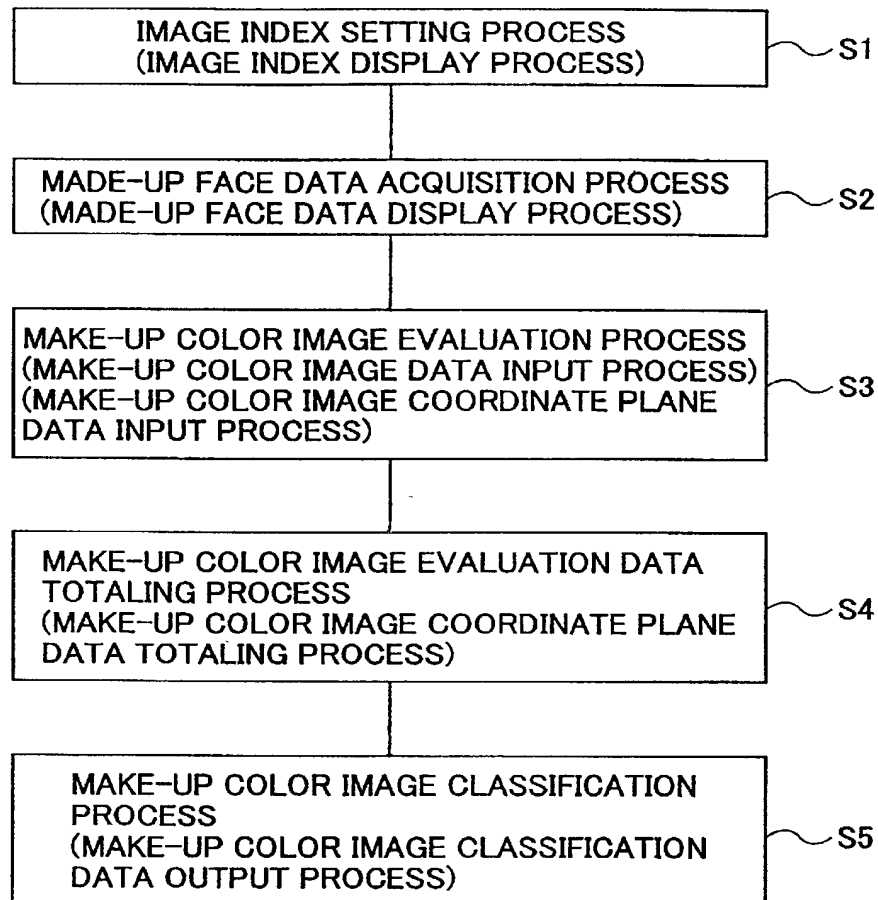 IMAGE INDEX SETTING PROCESS
(IMAGE INDEX DISPLAY PROCESS)
S1
MADE-UP FACE DATA ACQUISITION PROCESS
(MADE-UP FACE DATA DISPLAY PROCESS)
S2
MAKE-UP COLOR IMAGE EVALUATION PROCESS
(MAKE-UP COLOR IMAGE DATA INPUT PROCESS)
(MAKE-UP COLOR IMAGE COORDINATE PLANE
DATA INPUT PROCESS)
S3
MAKE-UP COLOR IMAGE EVALUATION DATA
TOTALING PROCESS
(MAKE-UP COLOR IMAGE COORDINATE PLANE
DATA TOTALING PROCESS)
S4
MAKE-UP COLOR IMAGE CLASSIFICATION
PROCESS
(MAKE-UP COLOR IMAGE CLASSIFICATION
DATA OUTPUT PROCESS)
S5